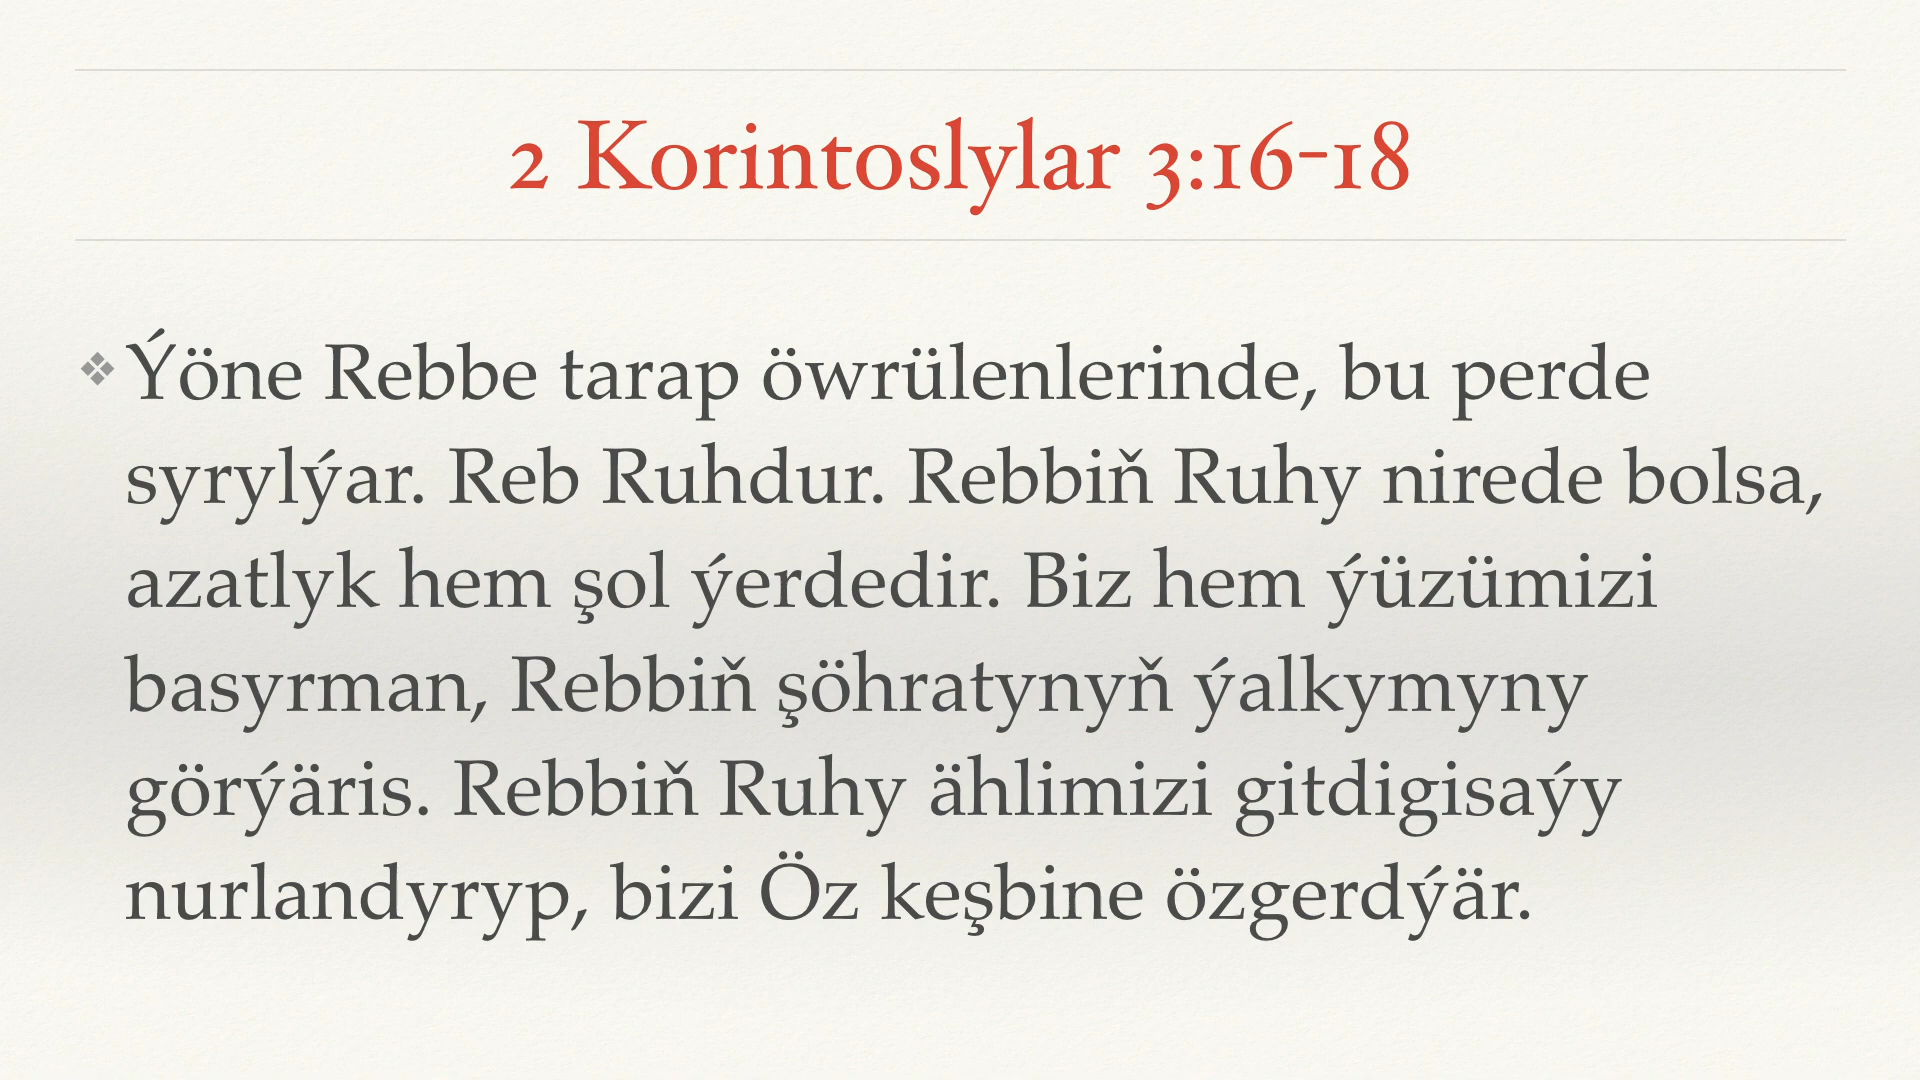 2 Korintoslylar 3:16-18
❖ Ýöne Rebbe tarap öwrülenlerinde, bu perde
syrylýar. Reb Ruhdur. Rebbiň Ruhy nirede bolsa,
azatlyk hem şol ýerdedir. Biz hem ýüzümizi
basyrman, Rebbiň şöhratynyň ýalkymyny
görýäris. Rebbiň Ruhy ählimizi gitdigisaýy
nurlandyryp, bizi Öz keşbine özgerdýär.